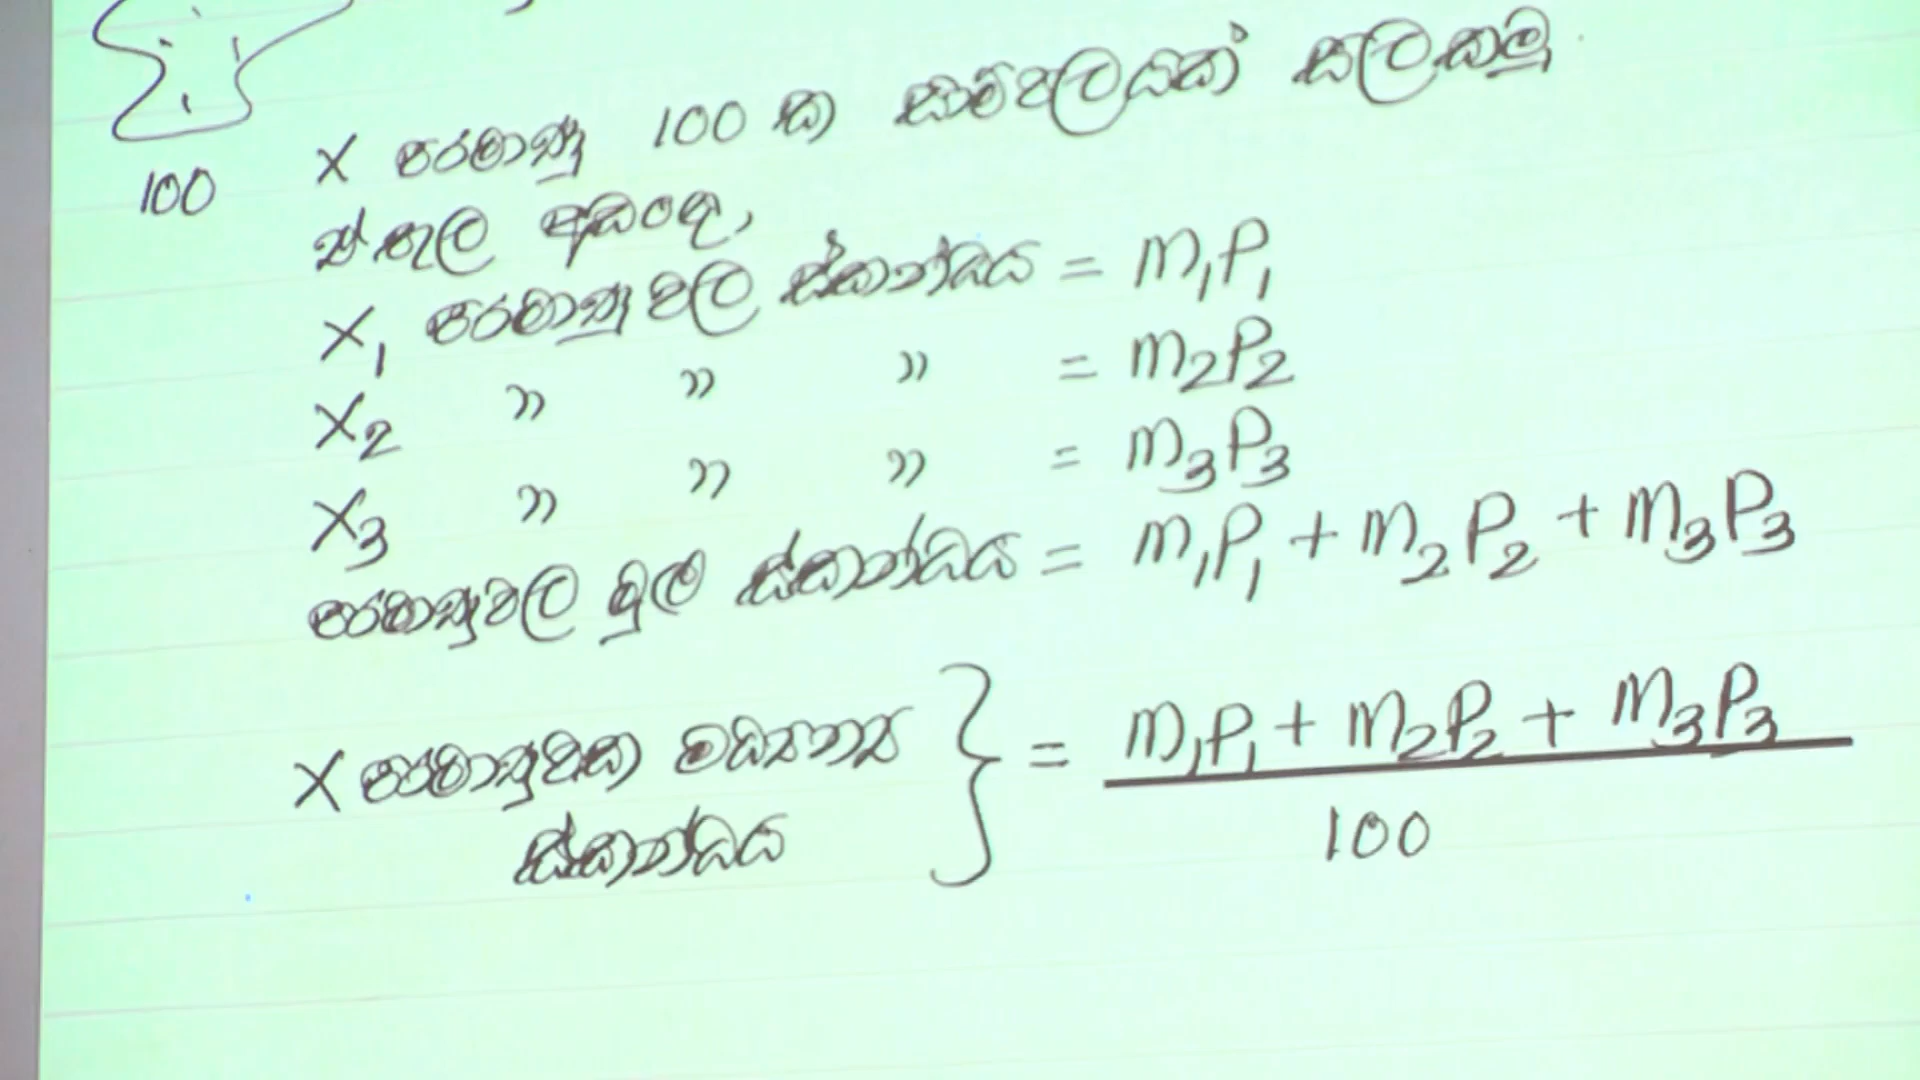 100
X පරමාණු 100 ක සාම්පලයක් සලකමු
ඒ තුල අඩංගු,
X₁ පරමාණු වල ස්කන්ධය = m₁P₁
X₂ " " " = m₂P₂
X₃ " " " = m₃P₃
පරමාණුවල මුලු ස්කන්ධය = m₁P₁ + m₂P₂ + m₃P₃
X පරමාණුවක මධ්‍යන්‍ය ස්කන්ධය } = m₁P₁ + m₂P₂ + m₃P₃ / 100